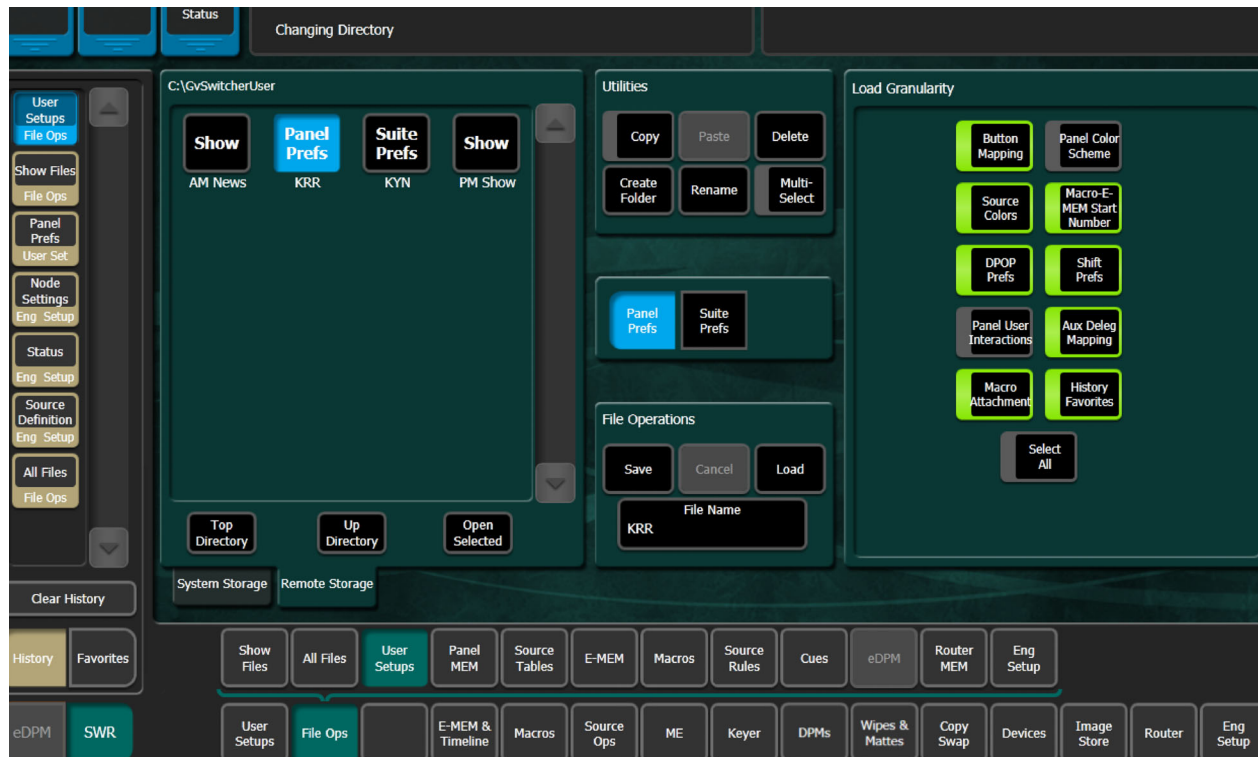 Status
Changing Directory
User
Setups
File Ops
Show Files
File Ops
Panel
Prefs
User Set
Node
Settings
Eng Setup
Status
Eng Setup
Source
Definition
Eng Setup
All Files
File Ops
Clear History
History
Favorites
eDPM
SWR
C:\GvSwitcherUser
Show
AM News
Panel
Prefs
KRR
Suite
Prefs
KYN
Show
PM Show
Top
Directory
Up
Directory
Open
Selected
System Storage
Remote Storage
Utilities
Copy
Paste
Delete
Create
Folder
Rename
Multi-
Select
Panel
Prefs
Suite
Prefs
File Operations
Save
Cancel
Load
File Name
KRR
Load Granularity
Button
Mapping
Panel Color
Scheme
Source
Colors
Macro-E-
MEM Start
Number
DPOP
Prefs
Shift
Prefs
Panel User
Interactions
Aux Deleg
Mapping
Macro
Attachment
History
Favorites
Select
All
Show
Files
All Files
User
Setups
Panel
MEM
Source
Tables
E-MEM
Macros
Source
Rules
Cues
eDPM
Router
MEM
Eng
Setup
User
Setups
File Ops
E-MEM &
Timeline
Macros
Source
Ops
ME
Keyer
DPMs
Wipes &
Mattes
Copy
Swap
Devices
Image
Store
Router
Eng
Setup